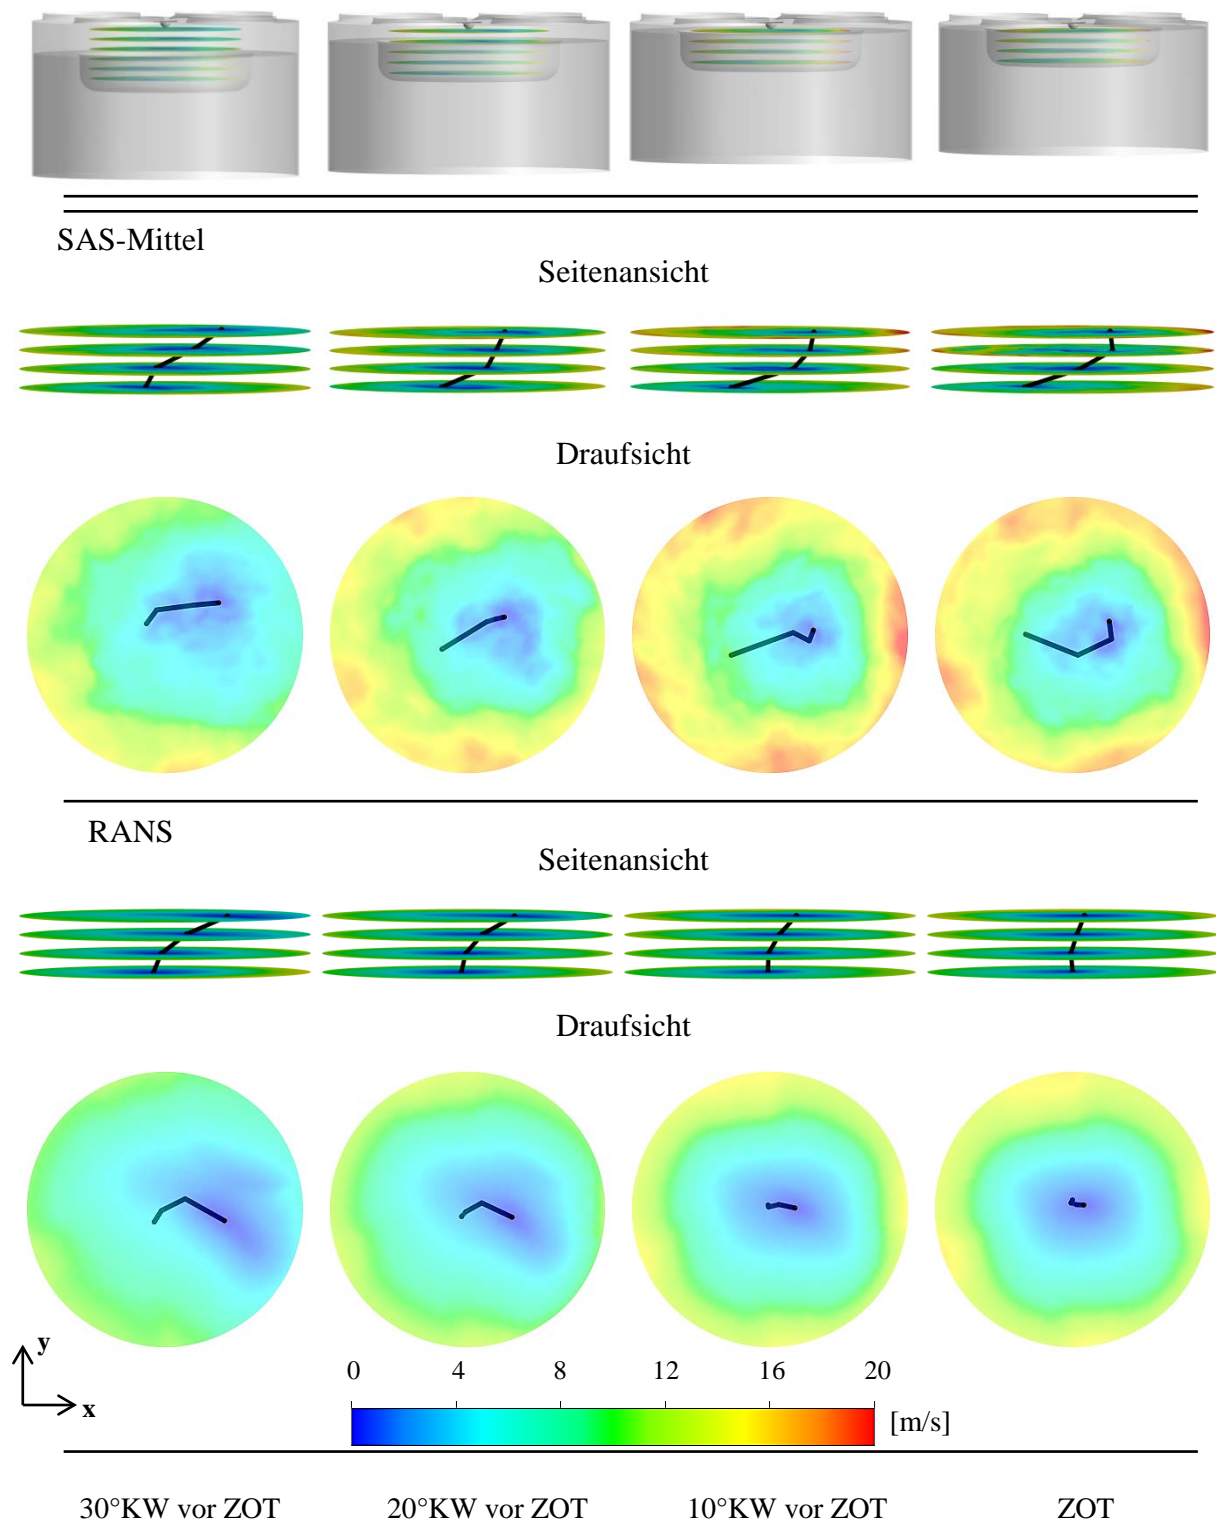 SAS-Mittel
Seitenansicht
Draufsicht
RANS
Seitenansicht
Draufsicht
y
x
0 4 8 12 16 20
[m/s]
30°KW vor ZOT 20°KW vor ZOT 10°KW vor ZOT ZOT